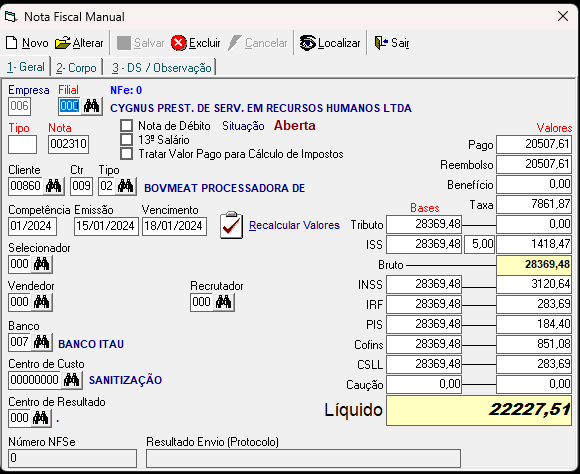 Nota Fiscal Manual
Novo Alterar Salvar Excluir Cancelar Localizar Sair
1- Geral 2- Corpo 3 - DS / Observação
Empresa Filial NFe: 0
006 000 CYGNUS PREST. DE SERV. EM RECURSOS HUMANOS LTDA
Tipo Nota Nota de Débito Situação Aberta Valores
002310 13º Salário Pago 20507,61
Tratar Valor Pago para Cálculo de Impostos Reembolso 20507,61
Cliente Ctr Tipo Benefício 0,00
00860 009 02 BOVMEAT PROCESSADORA DE Taxa 7861,87
Competência Emissão Vencimento Bases
01/2024 15/01/2024 18/01/2024 Recalcular Valores Tributo 28369,48 0,00
Selecionador ISS 28369,48 5,00 1418,47
000 Bruto 28369,48
Vendedor Recrutador INSS 28369,48 3120,64
000 000 IRF 28369,48 283,69
Banco PIS 28369,48 184,40
007 BANCO ITAU Cofins 28369,48 851,08
Centro de Custo CSLL 28369,48 283,69
00000000 SANITIZAÇÃO Caução 0,00 0,00
Centro de Resultado Líquido 22227,51
000 .
Número NFSe Resultado Envio (Protocolo)
0